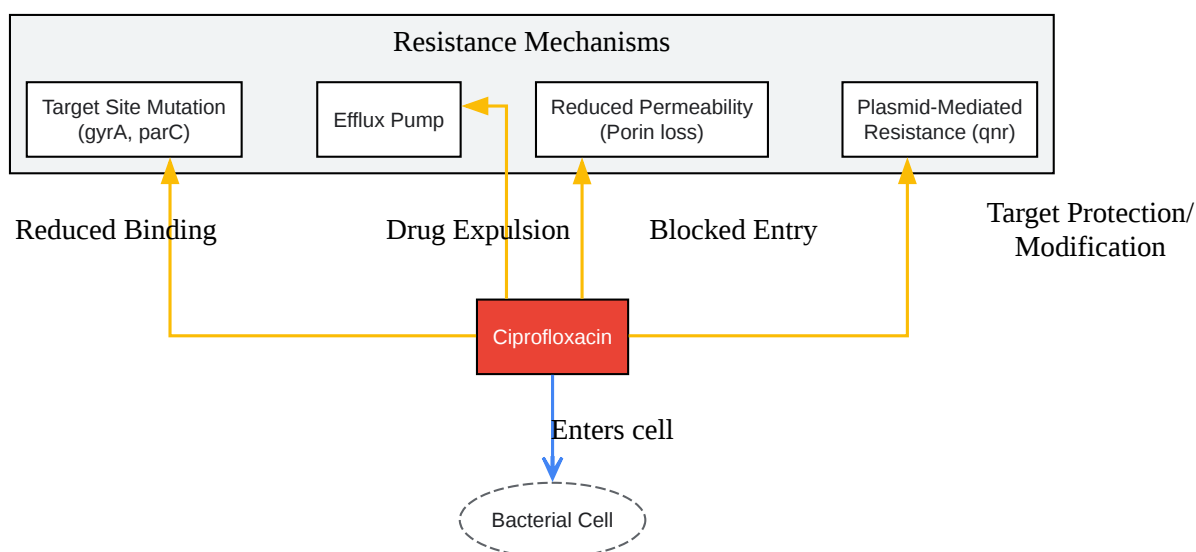 Resistance Mechanisms
Target Site Mutation
(gyrA, parC)
Efflux Pump
Reduced Permeability
(Porin loss)
Plasmid-Mediated
Resistance (qnr)
Reduced Binding
Drug Expulsion
Blocked Entry
Target Protection/
Modification
Ciprofloxacin
Enters cell
Bacterial Cell